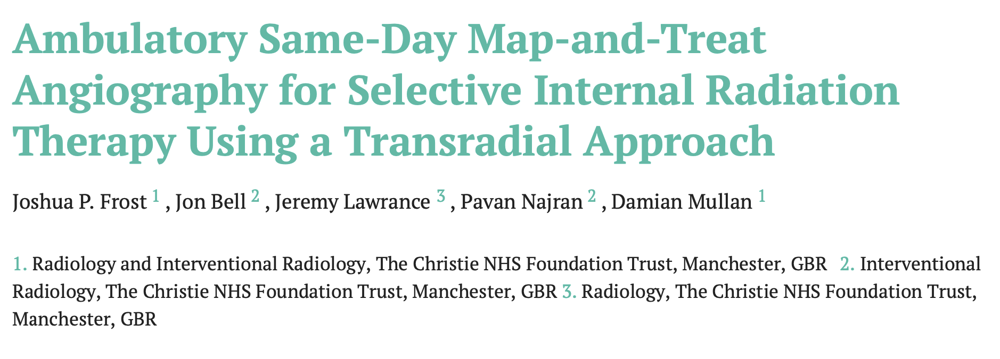 Ambulatory Same-Day Map-and-Treat
Angiography for Selective Internal Radiation
Therapy Using a Transradial Approach
Joshua P. Frost 1 , Jon Bell 2 , Jeremy Lawrance 3 , Pavan Najran 2 , Damian Mullan 1
1. Radiology and Interventional Radiology, The Christie NHS Foundation Trust, Manchester, GBR 2. Interventional
Radiology, The Christie NHS Foundation Trust, Manchester, GBR 3. Radiology, The Christie NHS Foundation Trust,
Manchester, GBR